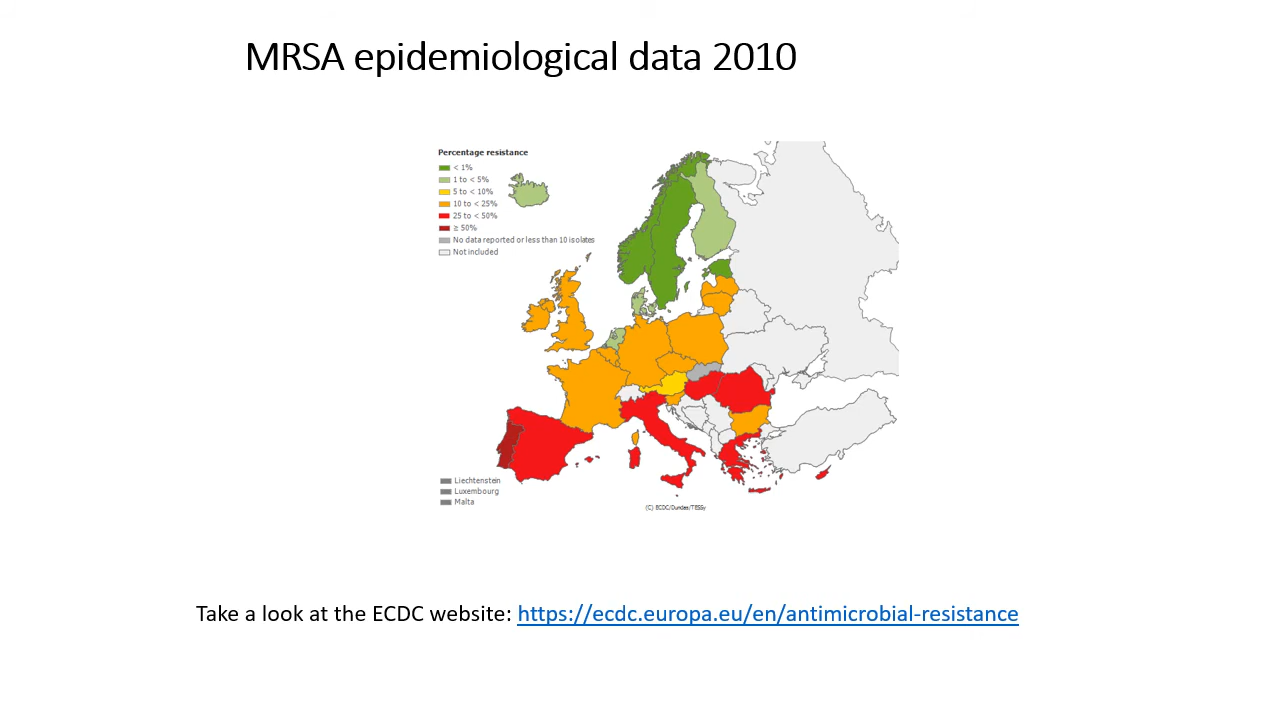 MRSA epidemiological data 2010
Percentage resistance
< 1%
1 to < 5%
5 to < 10%
10 to < 25%
25 to < 50%
≥ 50%
No data reported or less than 10 isolates
Not included
Liechtenstein
Luxembourg
Malta
(C) ECDC/Dundas/TESSy
Take a look at the ECDC website: https://ecdc.europa.eu/en/antimicrobial-resistance